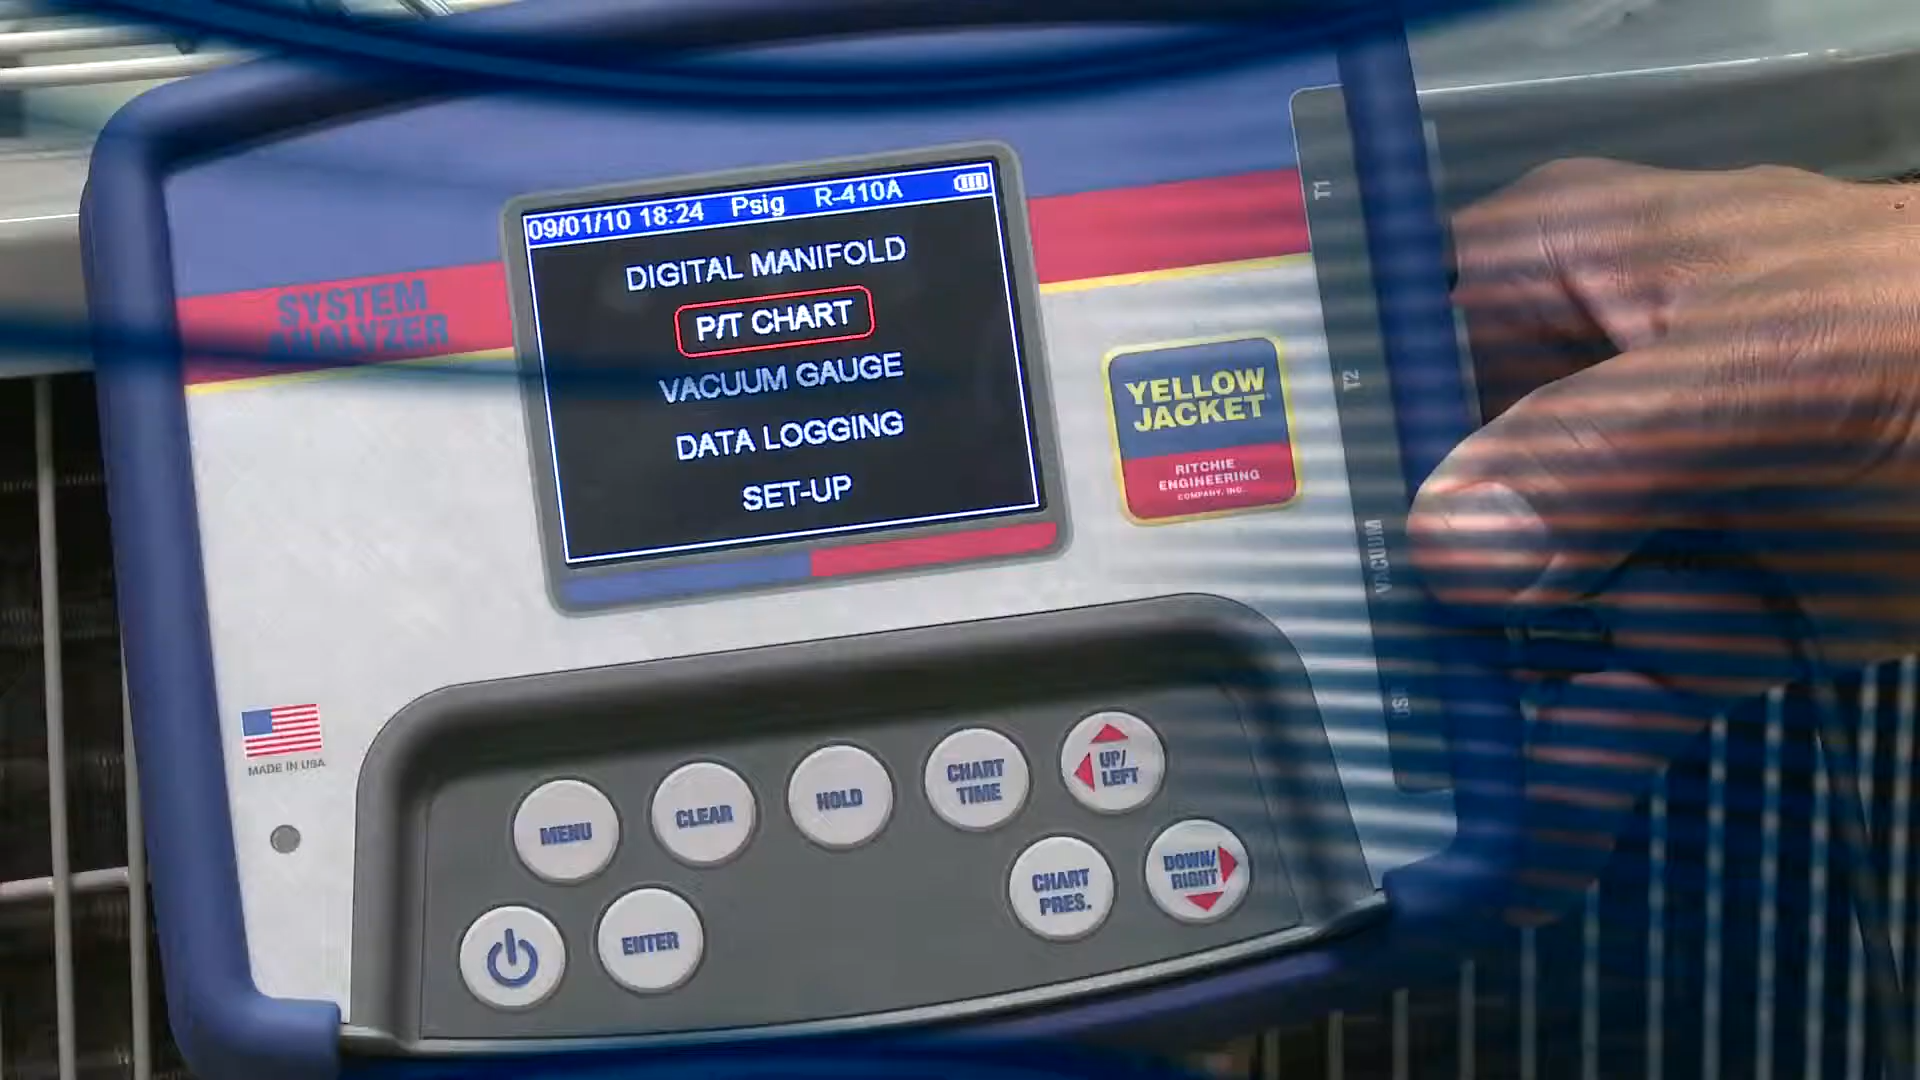 09/01/10 18:24 Psig R-410A
DIGITAL MANIFOLD
P/T CHART
VACUUM GAUGE
DATA LOGGING
SET-UP
SYSTEM
ANALYZER
YELLOW
JACKET
RITCHIE
ENGINEERING
COMPANY, INC.
T1
T2
VACUUM
MADE IN USA
MENU
CLEAR
HOLD
CHART
TIME
UP/
LEFT
ENTER
CHART
PRES.
DOWN/
RIGHT